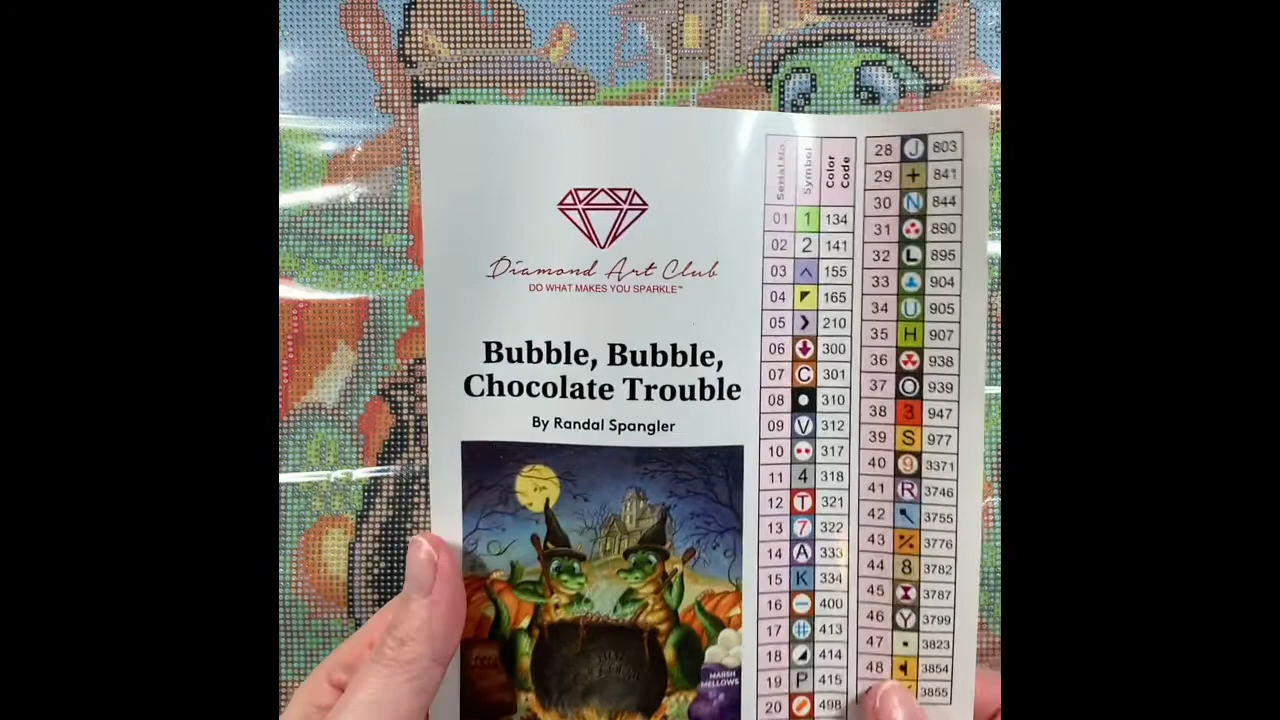 Diamond Art Club
DO WHAT MAKES YOU SPARKLE™
Bubble, Bubble,
Chocolate Trouble
By Randal Spangler
MARSH
MELLOWS
Serial No. Symbol Color Code
01 1 134
02 2 141
03 ^ 155
04 ◤ 165
05 › 210
06 300
07 C 301
08 310
09 V 312
10 317
11 4 318
12 T 321
13 7 322
14 A 333
15 K 334
16 400
17 # 413
18 ◢ 414
19 P 415
20 498
28 J 803
29 + 841
30 N 844
31 890
32 L 895
33 904
34 U 905
35 H 907
36 938
37 O 939
38 3 947
39 S 977
40 9 3371
41 R 3746
42 3755
43 3776
44 8 3782
45 3787
46 Y 3799
47 3823
48 3854
3855